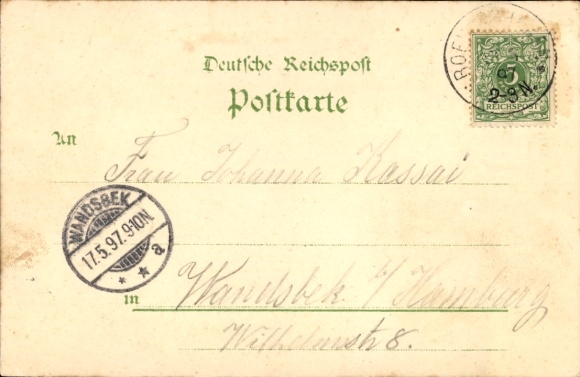 Deutsche Reichspost
Postkarte
5
REICHSPOST
2-3N.
An
Frau Johanna Kassai
WANDSBEK
17.5.97.9-10N.
* * a
in Wandsbek b/Hamburg
Wilhelmstr 8.